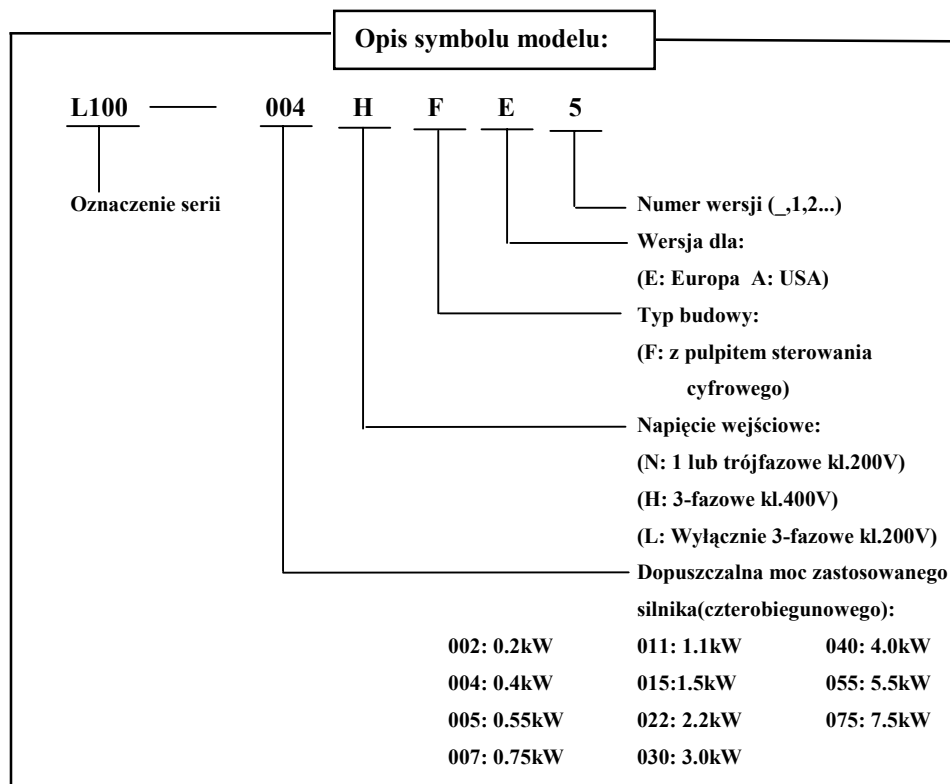 Opis symbolu modelu:
L100 004 H F E 5
Oznaczenie serii
Numer wersji (_,1,2...)
Wersja dla:
(E: Europa A: USA)
Typ budowy:
(F: z pulpitem sterowania
cyfrowego)
Napięcie wejściowe:
(N: 1 lub trójfazowe kl.200V)
(H: 3-fazowe kl.400V)
(L: Wyłącznie 3-fazowe kl.200V)
Dopuszczalna moc zastosowanego
silnika(czterobiegunowego):
002: 0.2kW 011: 1.1kW 040: 4.0kW
004: 0.4kW 015:1.5kW 055: 5.5kW
005: 0.55kW 022: 2.2kW 075: 7.5kW
007: 0.75kW 030: 3.0kW